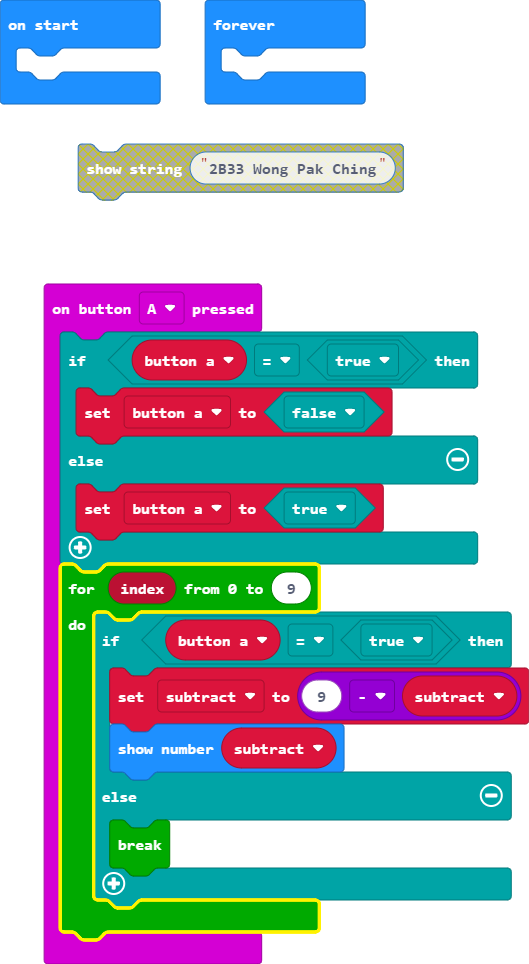 on start
forever
show string "2B33 Wong Pak Ching"
on button A pressed
if button a = true then
set button a to false
else
set button a to true
for index from 0 to 9
do
if button a = true then
set subtract to 9 - subtract
show number subtract
else
break